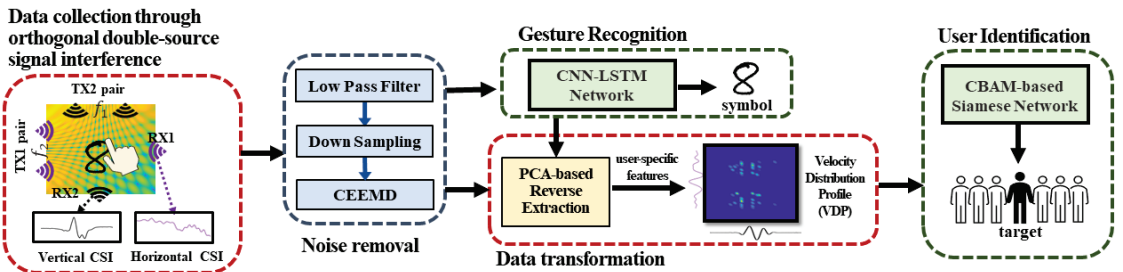 Data collection through
orthogonal double-source
signal interference
TX2 pair
f1
TX1 pair
f2
RX1
RX2
Vertical CSI
Horizontal CSI
Low Pass Filter
Down Sampling
CEEMD
Noise removal
Gesture Recognition
CNN-LSTM
Network
symbol
PCA-based
Reverse
Extraction
user-specific
features
Velocity
Distribution
Profile
(VDP)
Data transformation
User Identification
CBAM-based
Siamese Network
target